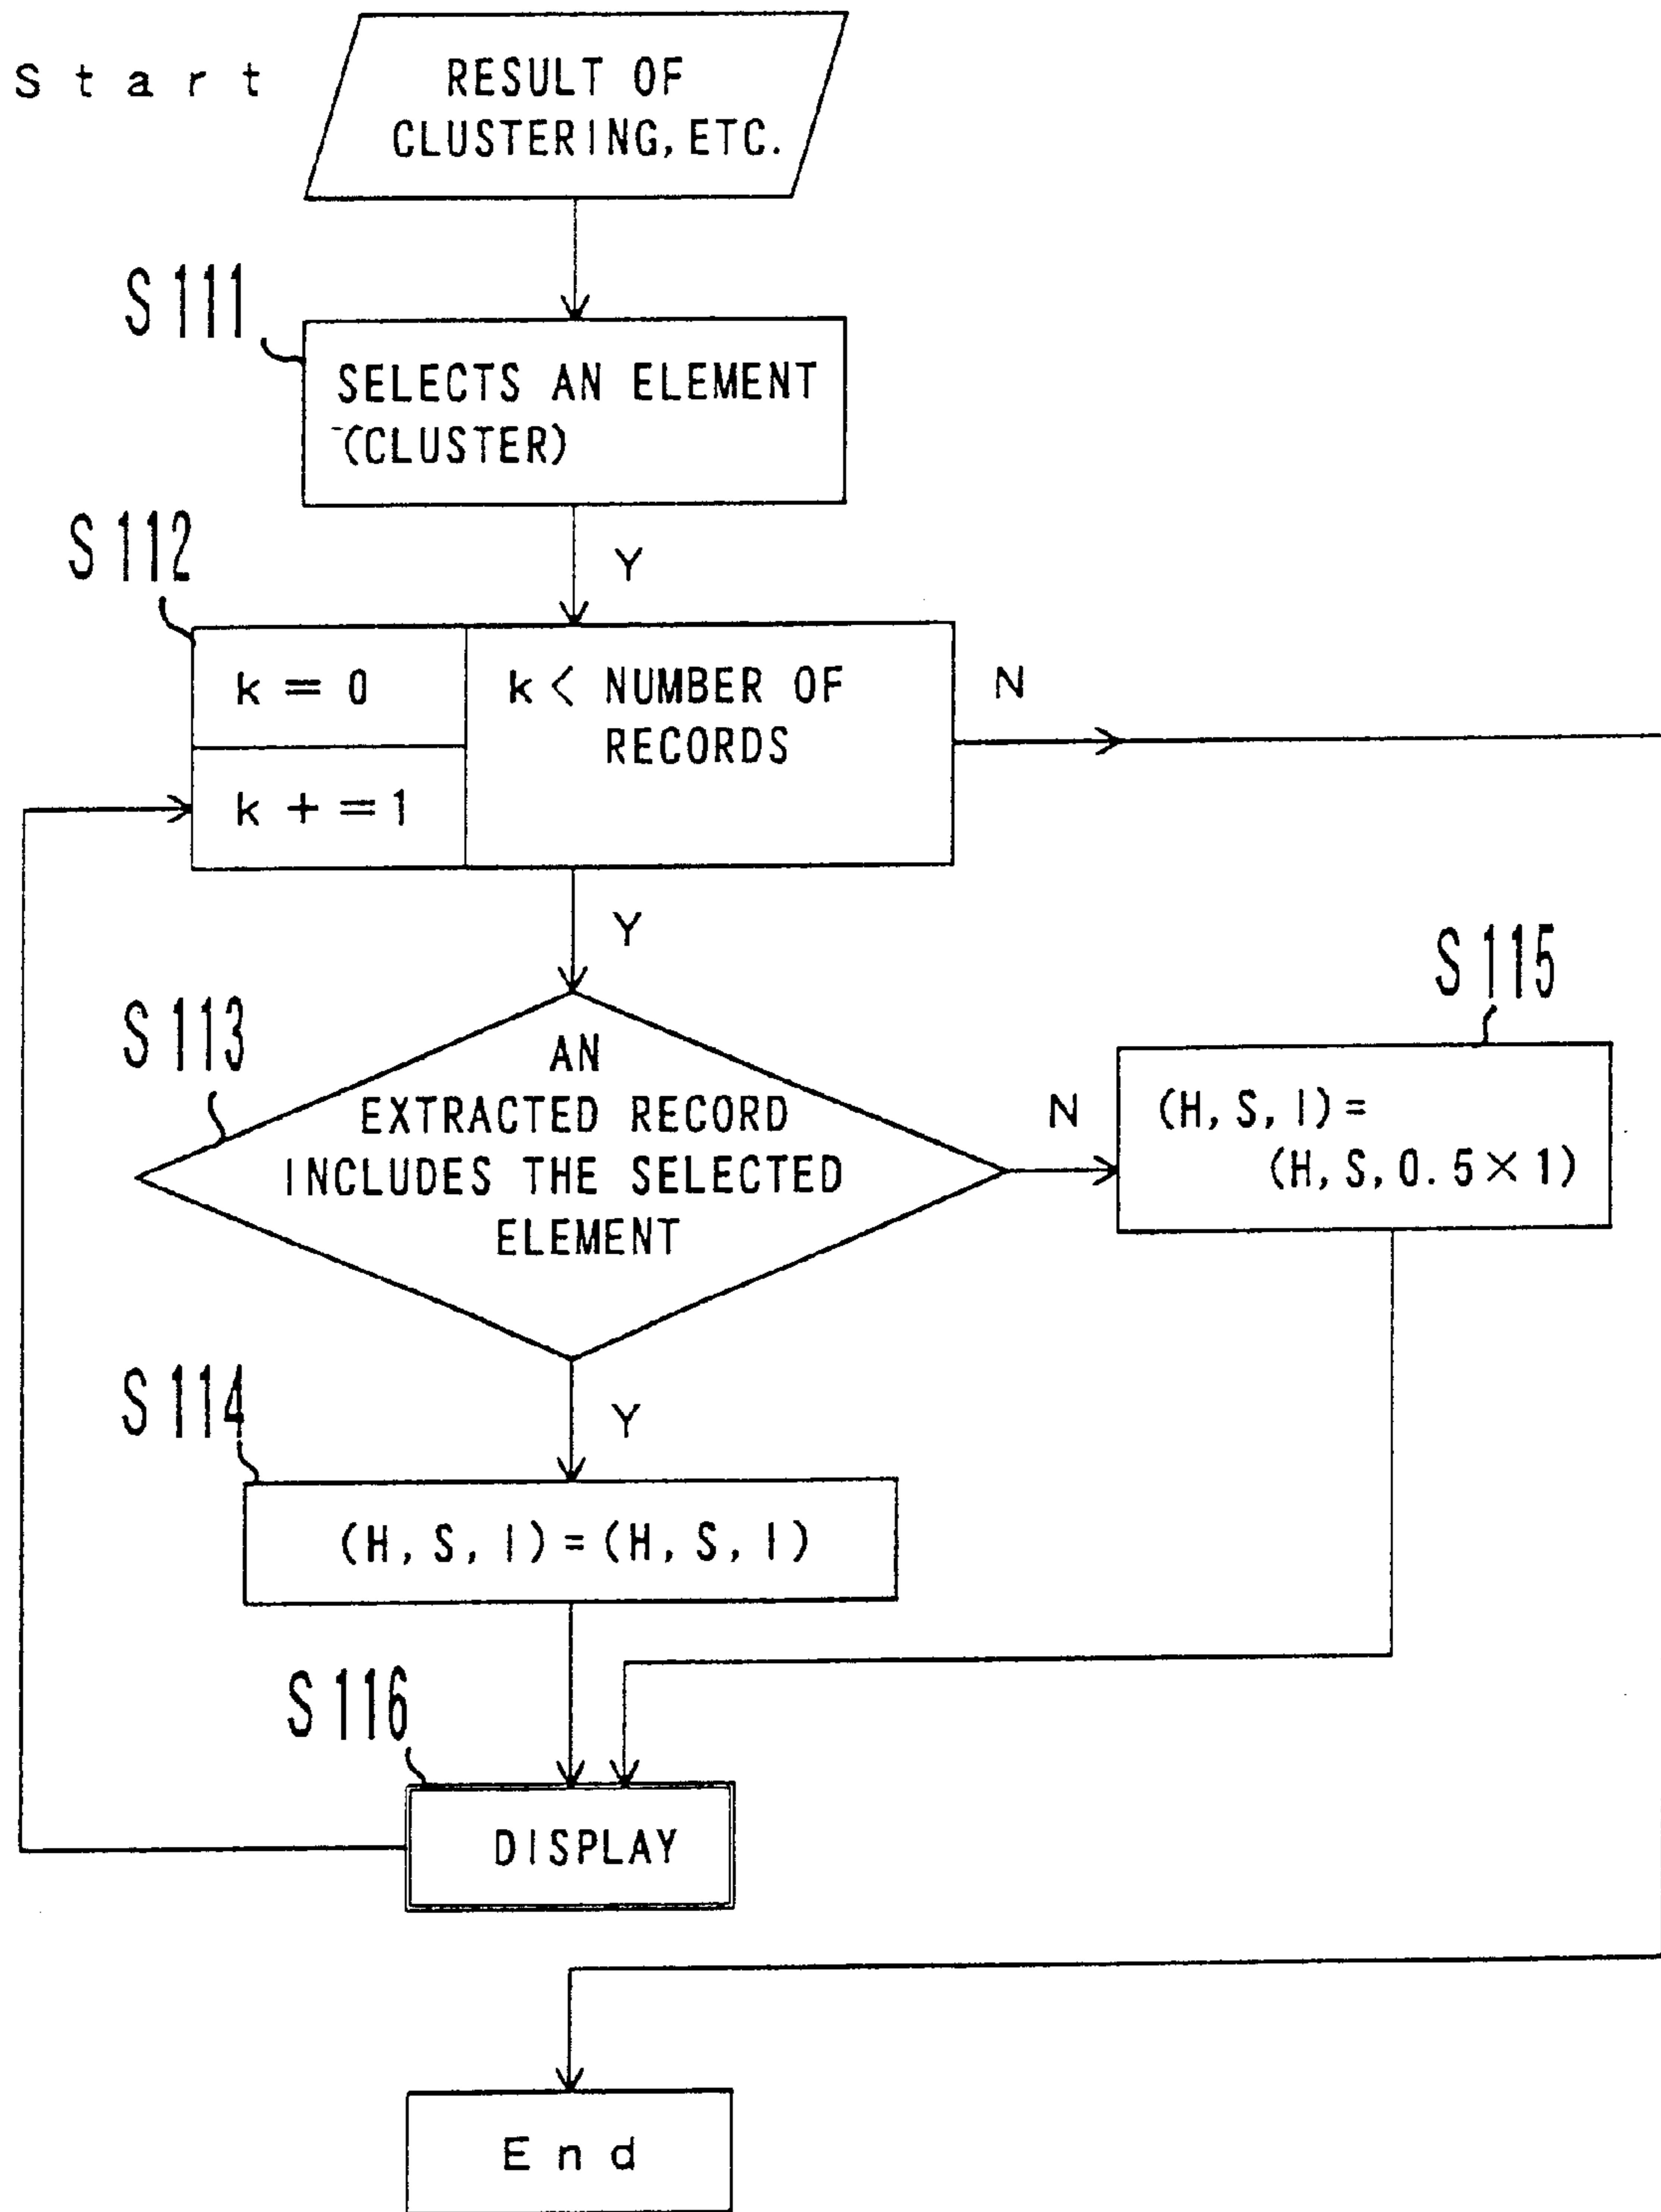 Start
RESULT OF
CLUSTERING, ETC.
S111
SELECTS AN ELEMENT
(CLUSTER)
Y
S112
k = 0
k < NUMBER OF
RECORDS
N
k += 1
Y
S113
AN
EXTRACTED RECORD
INCLUDES THE SELECTED
ELEMENT
N
S115
(H, S, I) =
(H, S, 0.5×1)
Y
S114
(H, S, I) = (H, S, I)
S116
DISPLAY
End